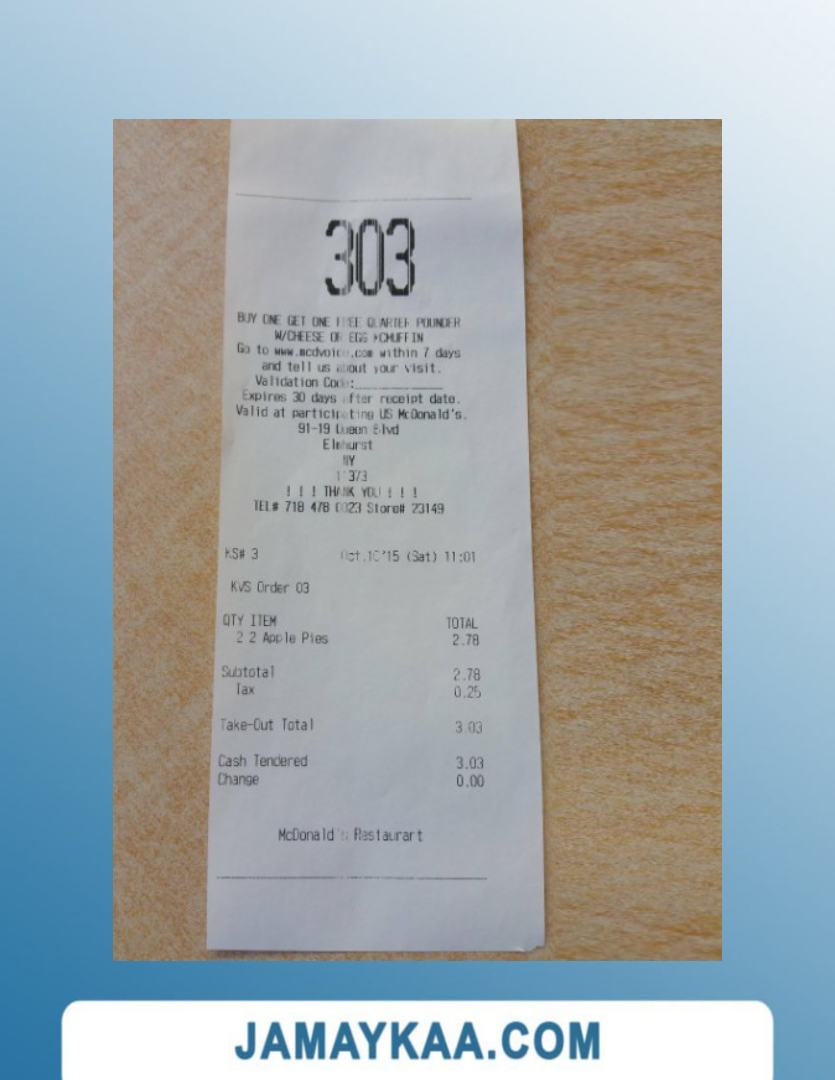 303
BUY ONE GET ONE FREE QUARTER POUNDER
W/CHEESE OR EGG MCMUFFIN
Go to www.mcdvoice.com within 7 days
and tell us about your visit.
Validation Code:____________
Expires 30 days after receipt date.
Valid at participating US McDonald's.
91-19 Queen Blvd
Elmhurst
NY
11373
! ! ! THANK YOU ! ! !
TEL# 718 478 0023 Store# 23149
KS# 3 Oct.10'15 (Sat) 11:01
KVS Order 03
QTY ITEM TOTAL
2 2 Apple Pies 2.78
Subtotal 2.78
Tax 0.25
Take-Out Total 3.03
Cash Tendered 3.03
Change 0.00
McDonald's Restaurant
JAMAYKAA.COM